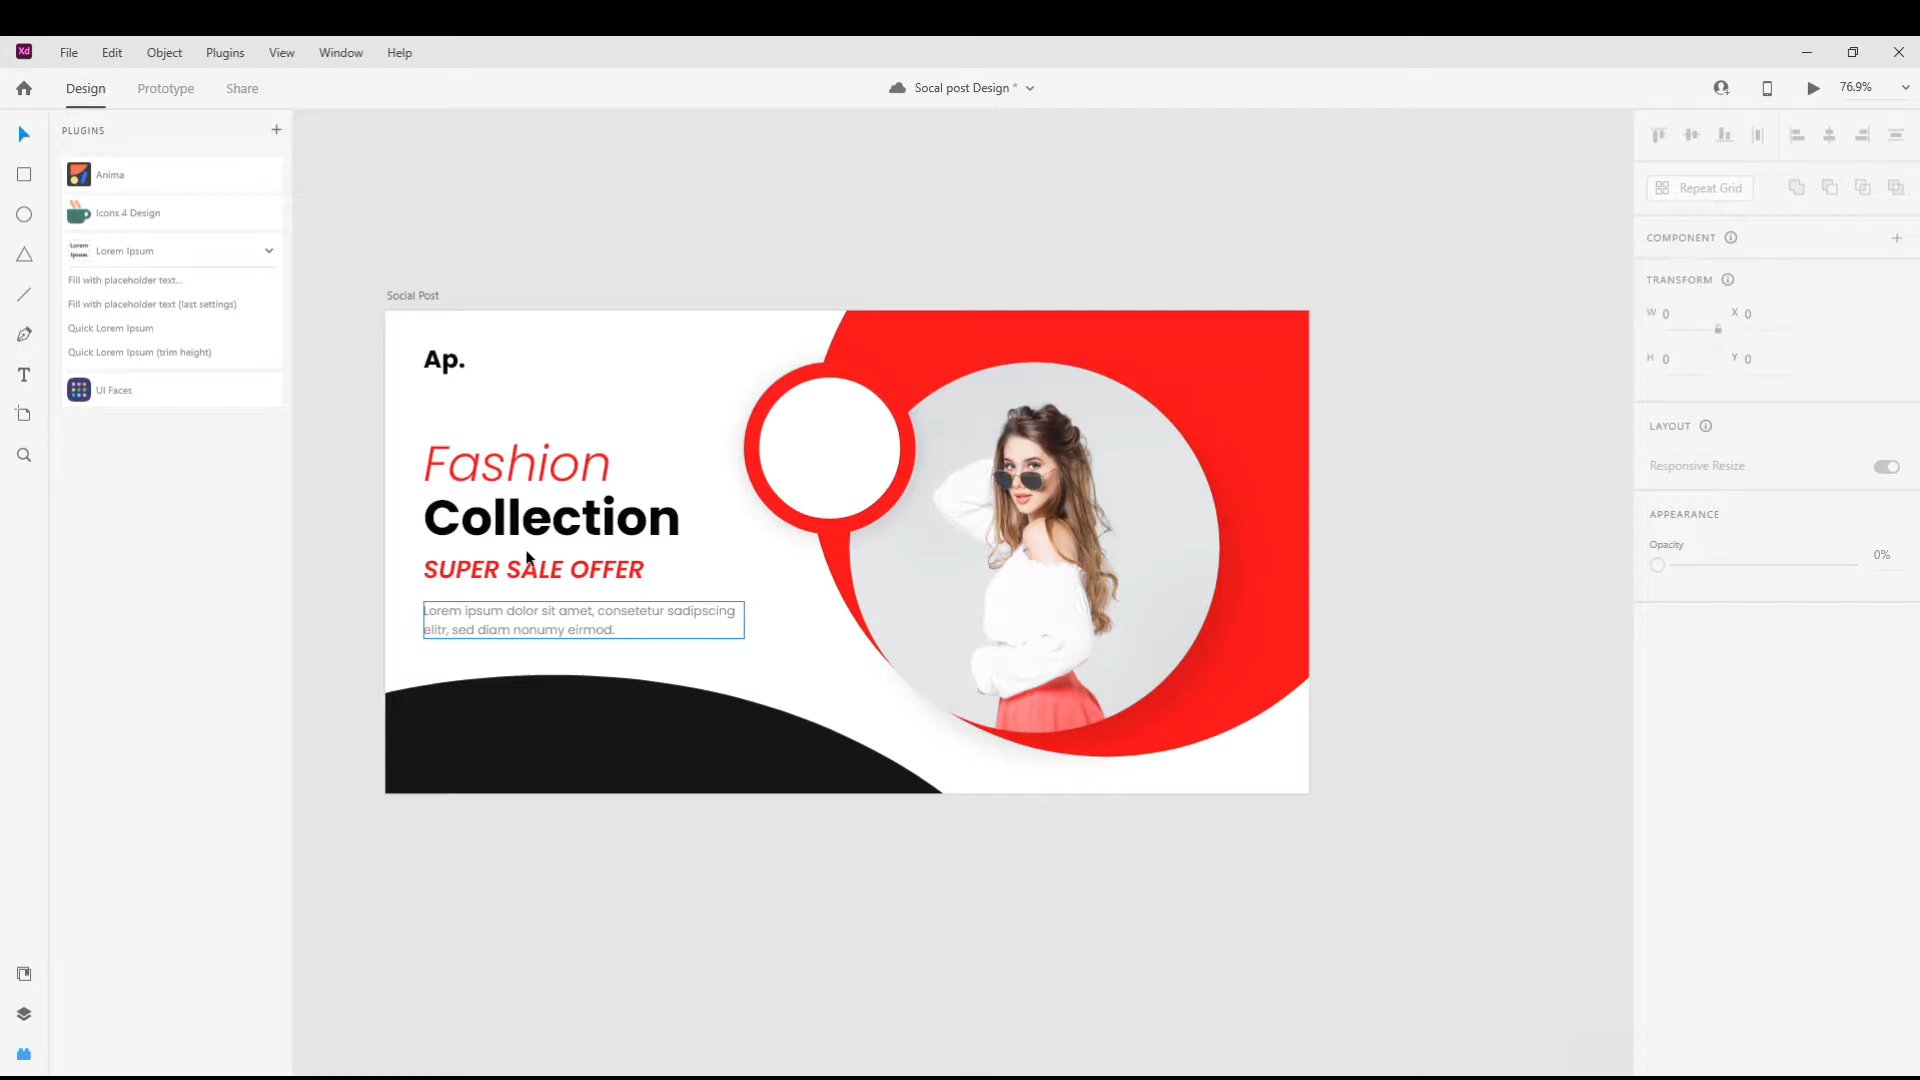 Xd File Edit Object Plugins View Window Help
Design Prototype Share Socal post Design * 76.9%
PLUGINS +
Anima
Icons 4 Design
Lorem Ipsum Lorem Ipsum
Fill with placeholder text...
Fill with placeholder text (last settings)
Quick Lorem Ipsum
Quick Lorem Ipsum (trim height)
UI Faces
T
Social Post
Ap.
Fashion
Collection
SUPER SALE OFFER
Lorem ipsum dolor sit amet, consetetur sadipscing
elitr, sed diam nonumy eirmod.
Repeat Grid
COMPONENT
TRANSFORM
W 0 X 0
H 0 Y 0
LAYOUT
Responsive Resize
APPEARANCE
Opacity
0%